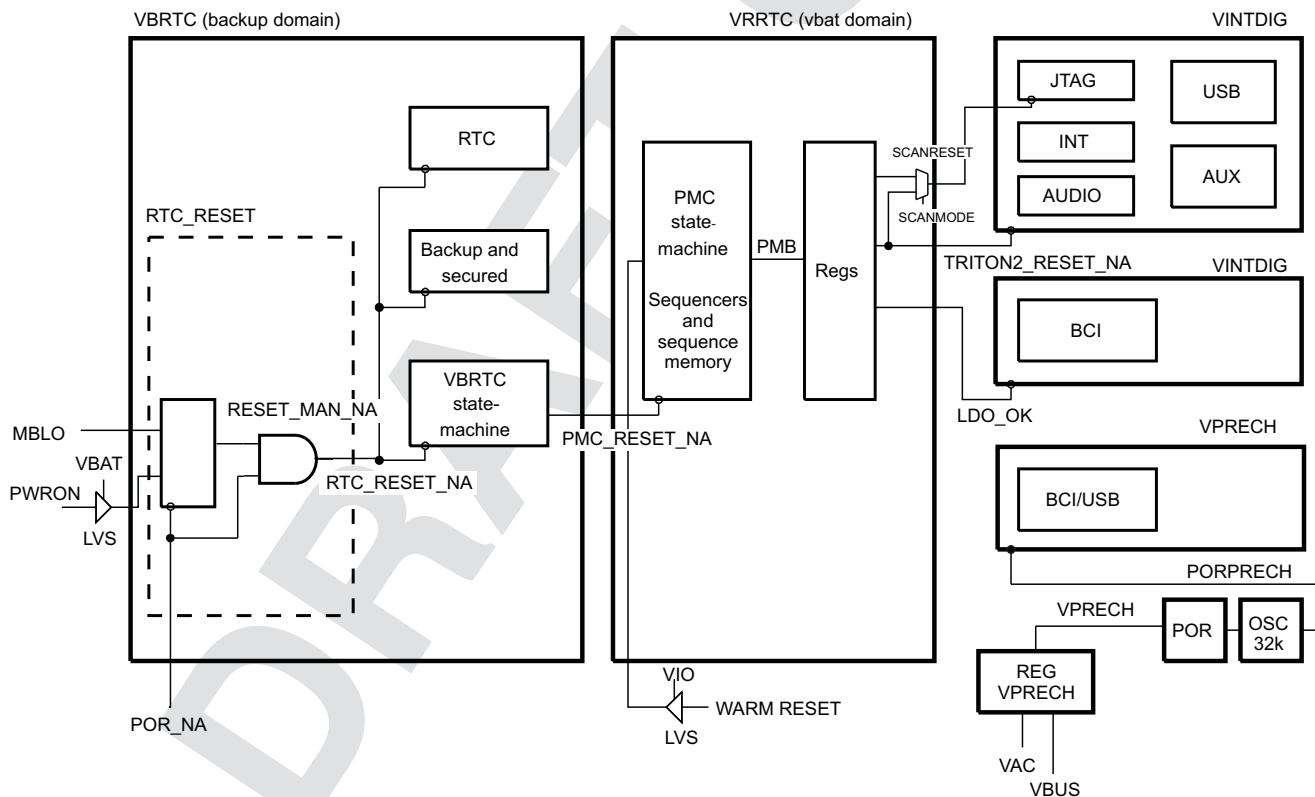 VBRTC (backup domain)
VRRTC (vbat domain)
VINTDIG
JTAG
USB
INT
AUX
AUDIO
RTC
RTC_RESET
Backup and
secured
VBRTC
state-
machine
PMC
state-
machine
Sequencers
and
sequence
memory
PMB
Regs
SCANRESET
SCANMODE
TRITON2_RESET_NA
VINTDIG
BCI
LDO_OK
MBLO
VBAT
PWRON
LVS
RESET_MAN_NA
RTC_RESET_NA
PMC_RESET_NA
VPRECH
BCI/USB
PORPRECH
VPRECH
POR
OSC
32k
REG
VPRECH
VAC
VBUS
POR_NA
VIO
WARM RESET
LVS
DRAFT